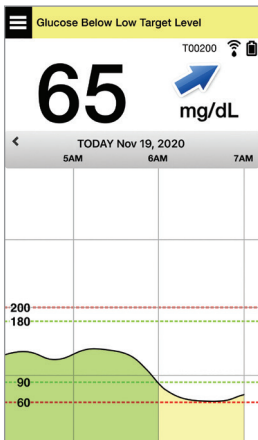 Glucose Below Low Target Level
T00200
65
mg/dL
TODAY Nov 19, 2020
5AM 6AM 7AM
200
180
90
60